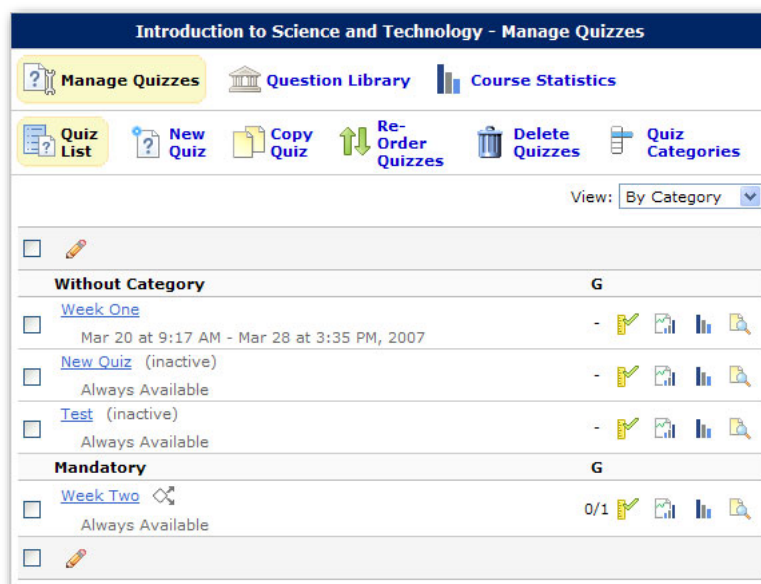 Introduction to Science and Technology - Manage Quizzes
Manage Quizzes Question Library Course Statistics
Quiz List New Quiz Copy Quiz Re-Order Quizzes Delete Quizzes Quiz Categories
View: By Category
Without Category G
Week One
Mar 20 at 9:17 AM - Mar 28 at 3:35 PM, 2007
-
New Quiz (inactive)
Always Available
-
Test (inactive)
Always Available
-
Mandatory G
Week Two
Always Available
0/1